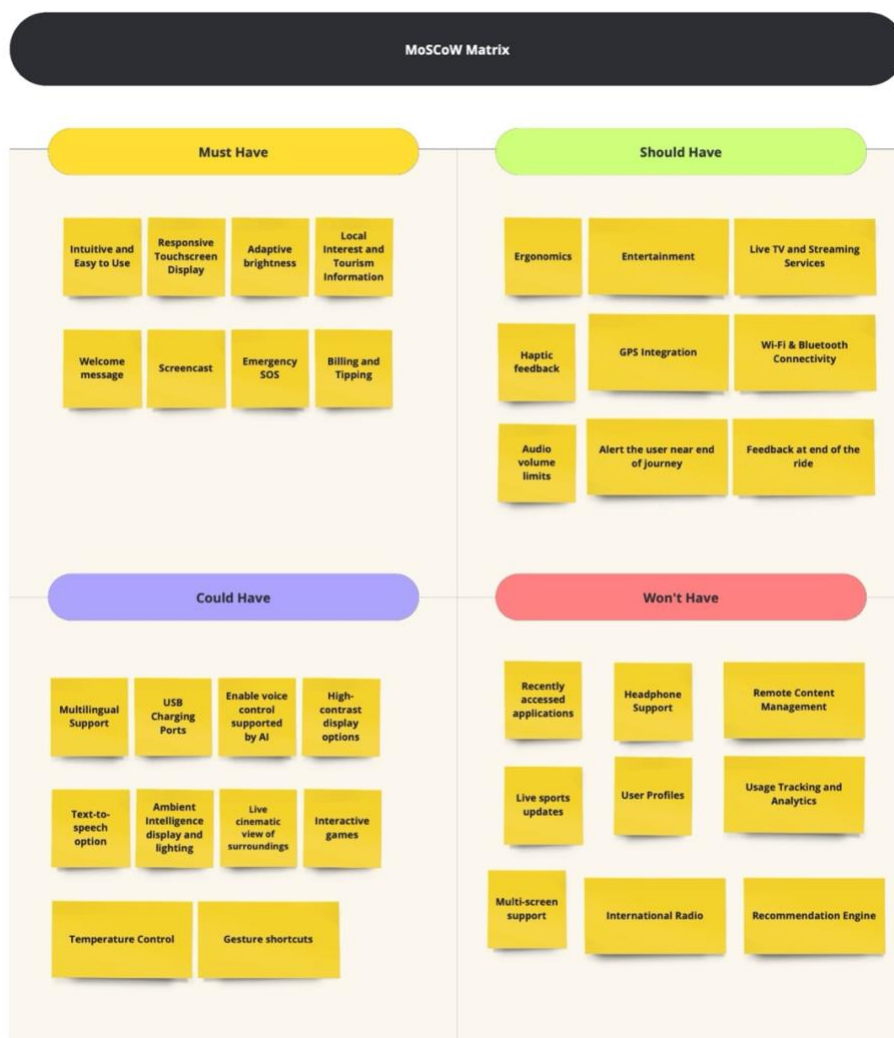 MoSCoW Matrix
Must Have
Intuitive and
Easy to Use
Responsive
Touchscreen
Display
Adaptive
brightness
Local
Interest and
Tourism
Information
Welcome
message
Screencast
Emergency
SOS
Billing and
Tipping
Should Have
Ergonomics
Entertainment
Live TV and Streaming
Services
Haptic
feedback
GPS Integration
Wi-Fi & Bluetooth
Connectivity
Audio
volume
limits
Alert the user near end
of journey
Feedback at end of the
ride
Could Have
Multilingual
Support
USB
Charging
Ports
Enable voice
control
supported
by AI
High-
contrast
display
options
Text-to-
speech
option
Ambient
Intelligence
display and
lighting
Live
cinematic
view of
surroundings
Interactive
games
Temperature Control
Gesture shortcuts
Won't Have
Recently
accessed
applications
Headphone
Support
Remote Content
Management
Live sports
updates
User Profiles
Usage Tracking and
Analytics
Multi-screen
support
International Radio
Recommendation Engine